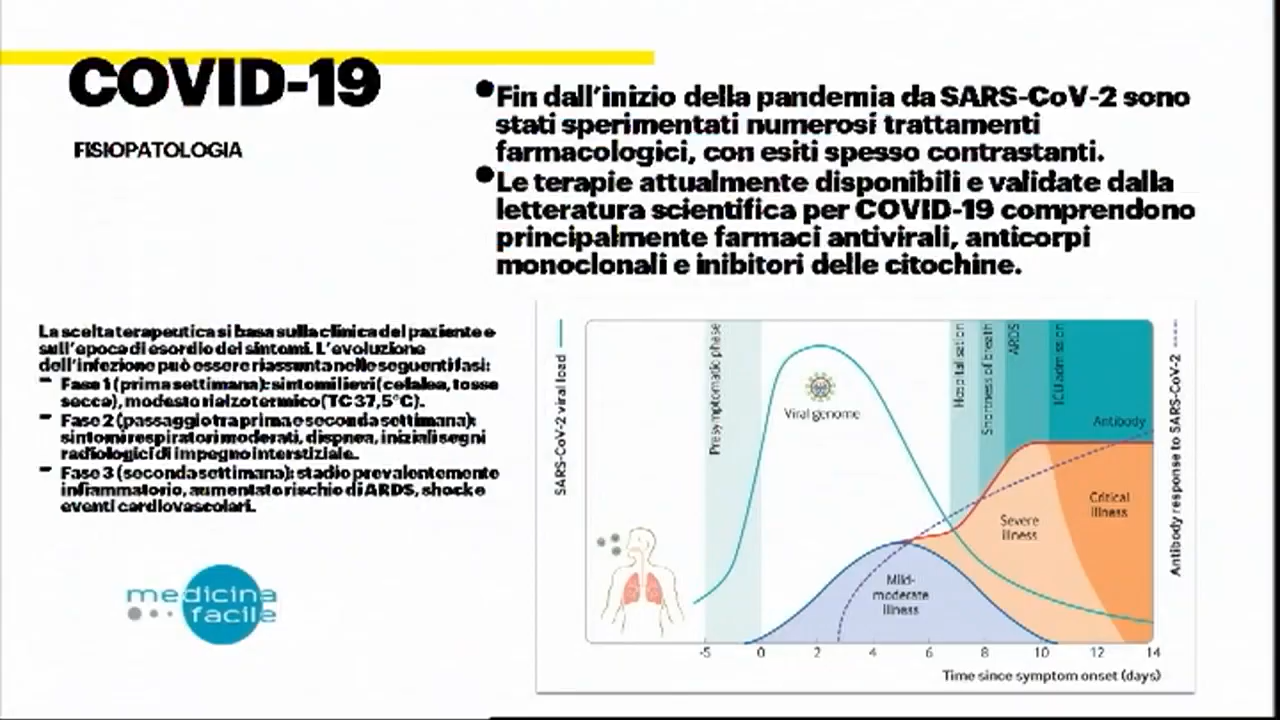 COVID-19
FISIOPATOLOGIA
Fin dall'inizio della pandemia da SARS-CoV-2 sono
stati sperimentati numerosi trattamenti
farmacologici, con esiti spesso contrastanti.
Le terapie attualmente disponibili e validate dalla
letteratura scientifica per COVID-19 comprendono
principalmente farmaci antivirali, anticorpi
monoclonali e inibitori delle citochine.
La scelta terapeutica si basa sulla clinica del paziente e
sull'epoca di esordio dei sintomi. L'evoluzione
dell'infezione può essere riassunta nelle seguenti fasi:
– Fase 1 (prima settimana): sintomi lievi (cefalea, tosse
secca), modesto rialzo termico (TC 37,5°C).
– Fase 2 (passaggio tra prima e seconda settimana):
sintomi respiratori moderati, dispnea, iniziali segni
radiologici di impegno interstiziale.
– Fase 3 (seconda settimana): stadio prevalentemente
infiammatorio, aumentato rischio di ARDS, shock e
eventi cardiovascolari.
medicina
facile
SARS-CoV-2 viral load
Presymptomatic phase
Viral genome
Hospitalisation
Shortness of breath
ARDS
ICU admission
Antibody
Mild-
moderate
illness
Severe
illness
Critical
illness
Antibody response to SARS-CoV-2
-5 0 2 4 6 8 10 12 14
Time since symptom onset (days)